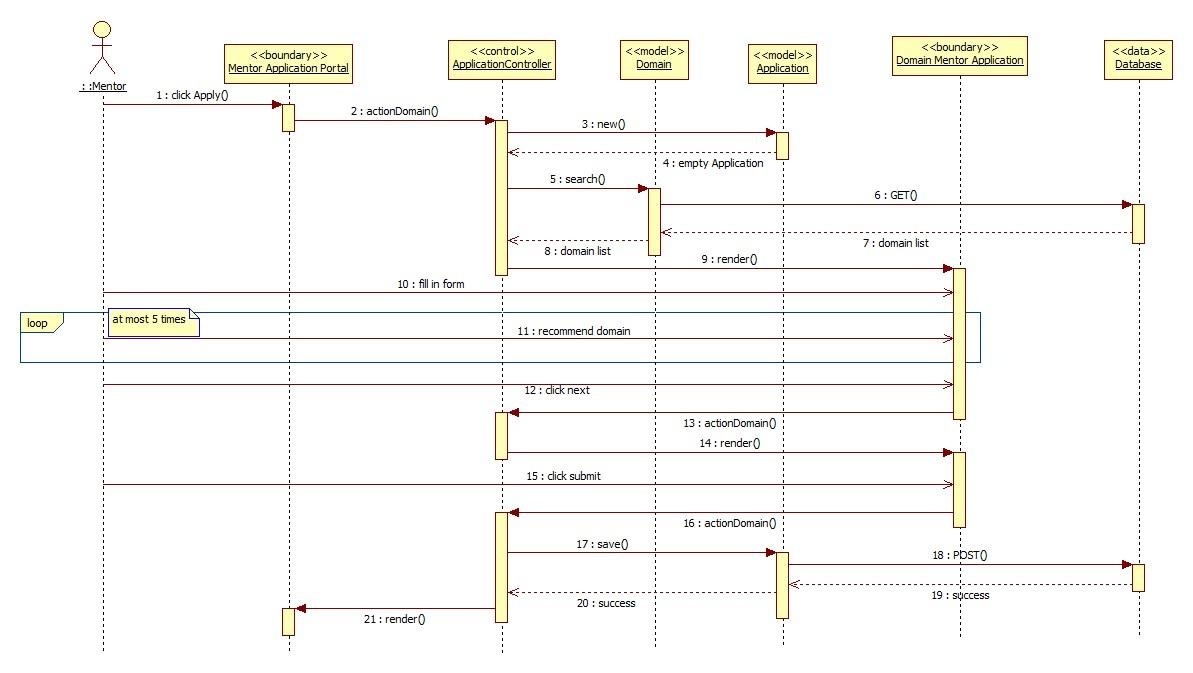 <<boundary>>
Mentor Application Portal
<<control>>
ApplicationController
<<model>>
Domain
<<model>>
Application
<<boundary>>
Domain Mentor Application
<<data>>
Database
: :Mentor
1 : click Apply()
2 : actionDomain()
3 : new()
4 : empty Application
5 : search()
6 : GET()
7 : domain list
8 : domain list
9 : render()
10 : fill in form
loop
at most 5 times
11 : recommend domain
12 : click next
13 : actionDomain()
14 : render()
15 : click submit
16 : actionDomain()
17 : save()
18 : POST()
19 : success
20 : success
21 : render()